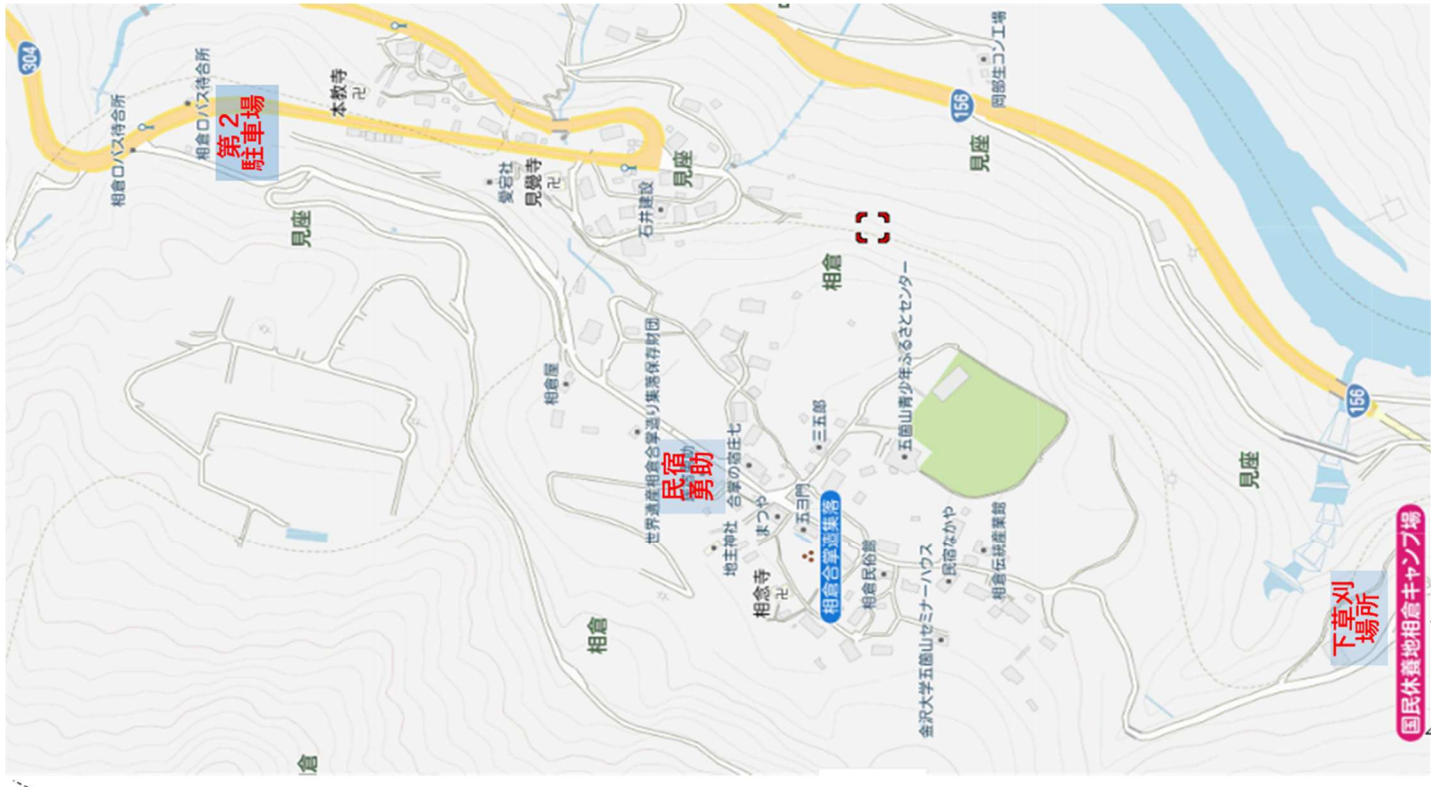 304
相倉口バス待合所
相倉口バス待合所
第２
駐車場
本教寺
愛宕社
見覺寺
石井建設
見座
見座
156
岡部生コン工場
見座
相倉
相倉屋
世界遺産相倉合掌造り集落保存財団
民宿
勇助
合掌の宿庄七
三五郎
五箇山青少年ふるさとセンター
地主神社
まつや
五ヨ門
相念寺
相倉合掌造集落
相倉民俗館
民宿なかや
相倉伝統産業館
金沢大学五箇山セミナーハウス
相倉
倉
見座
156
下草刈
場所
国民休養地相倉キャンプ場